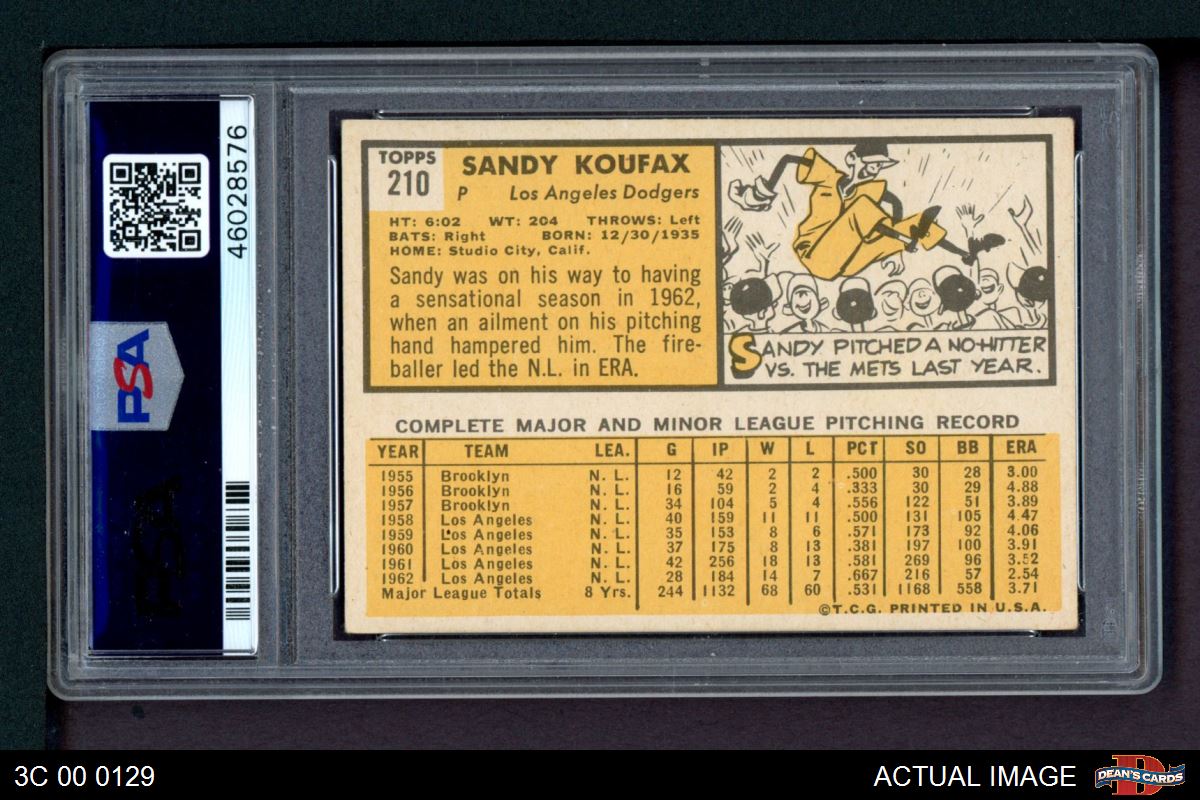 46028576
PSA
PSA
TOPPS
210
SANDY KOUFAX
P Los Angeles Dodgers
HT: 6:02 WT: 204 THROWS: Left
BATS: Right BORN: 12/30/1935
HOME: Studio City, Calif.
Sandy was on his way to having
a sensational season in 1962,
when an ailment on his pitching
hand hampered him. The fire-
baller led the N.L. in ERA.
SANDY PITCHED A NO-HITTER
VS. THE METS LAST YEAR.
COMPLETE MAJOR AND MINOR LEAGUE PITCHING RECORD
YEAR TEAM LEA. G IP W L PCT SO BB ERA
1955 Brooklyn N. L. 12 42 2 2 .500 30 28 3.00
1956 Brooklyn N. L. 16 59 2 4 .333 30 29 4.88
1957 Brooklyn N. L. 34 104 5 4 .556 122 51 3.89
1958 Los Angeles N. L. 40 159 11 11 .500 131 105 4.47
1959 Los Angeles N. L. 35 153 8 6 .571 173 92 4.06
1960 Los Angeles N. L. 37 175 8 13 .381 197 100 3.91
1961 Los Angeles N. L. 42 256 18 13 .581 269 96 3.52
1962 Los Angeles N. L. 28 184 14 7 .667 216 57 2.54
Major League Totals 8 Yrs. 244 1132 68 60 .531 1168 558 3.71
©T.C.G. PRINTED IN U.S.A.
3C 00 0129
ACTUAL IMAGE
DEAN'S CARDS